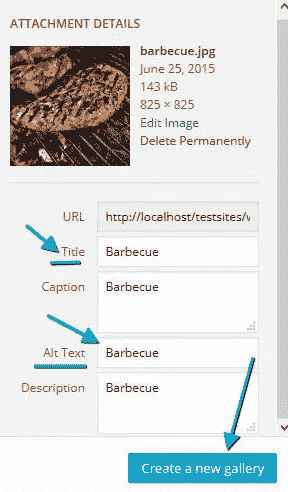 ATTACHMENT DETAILS
barbecue.jpg
June 25, 2015
143 kB
825 × 825
Edit Image
Delete Permanently
URL http://localhost/testsites/
Title Barbecue
Caption Barbecue
Alt Text Barbecue
Description Barbecue
Create a new gallery